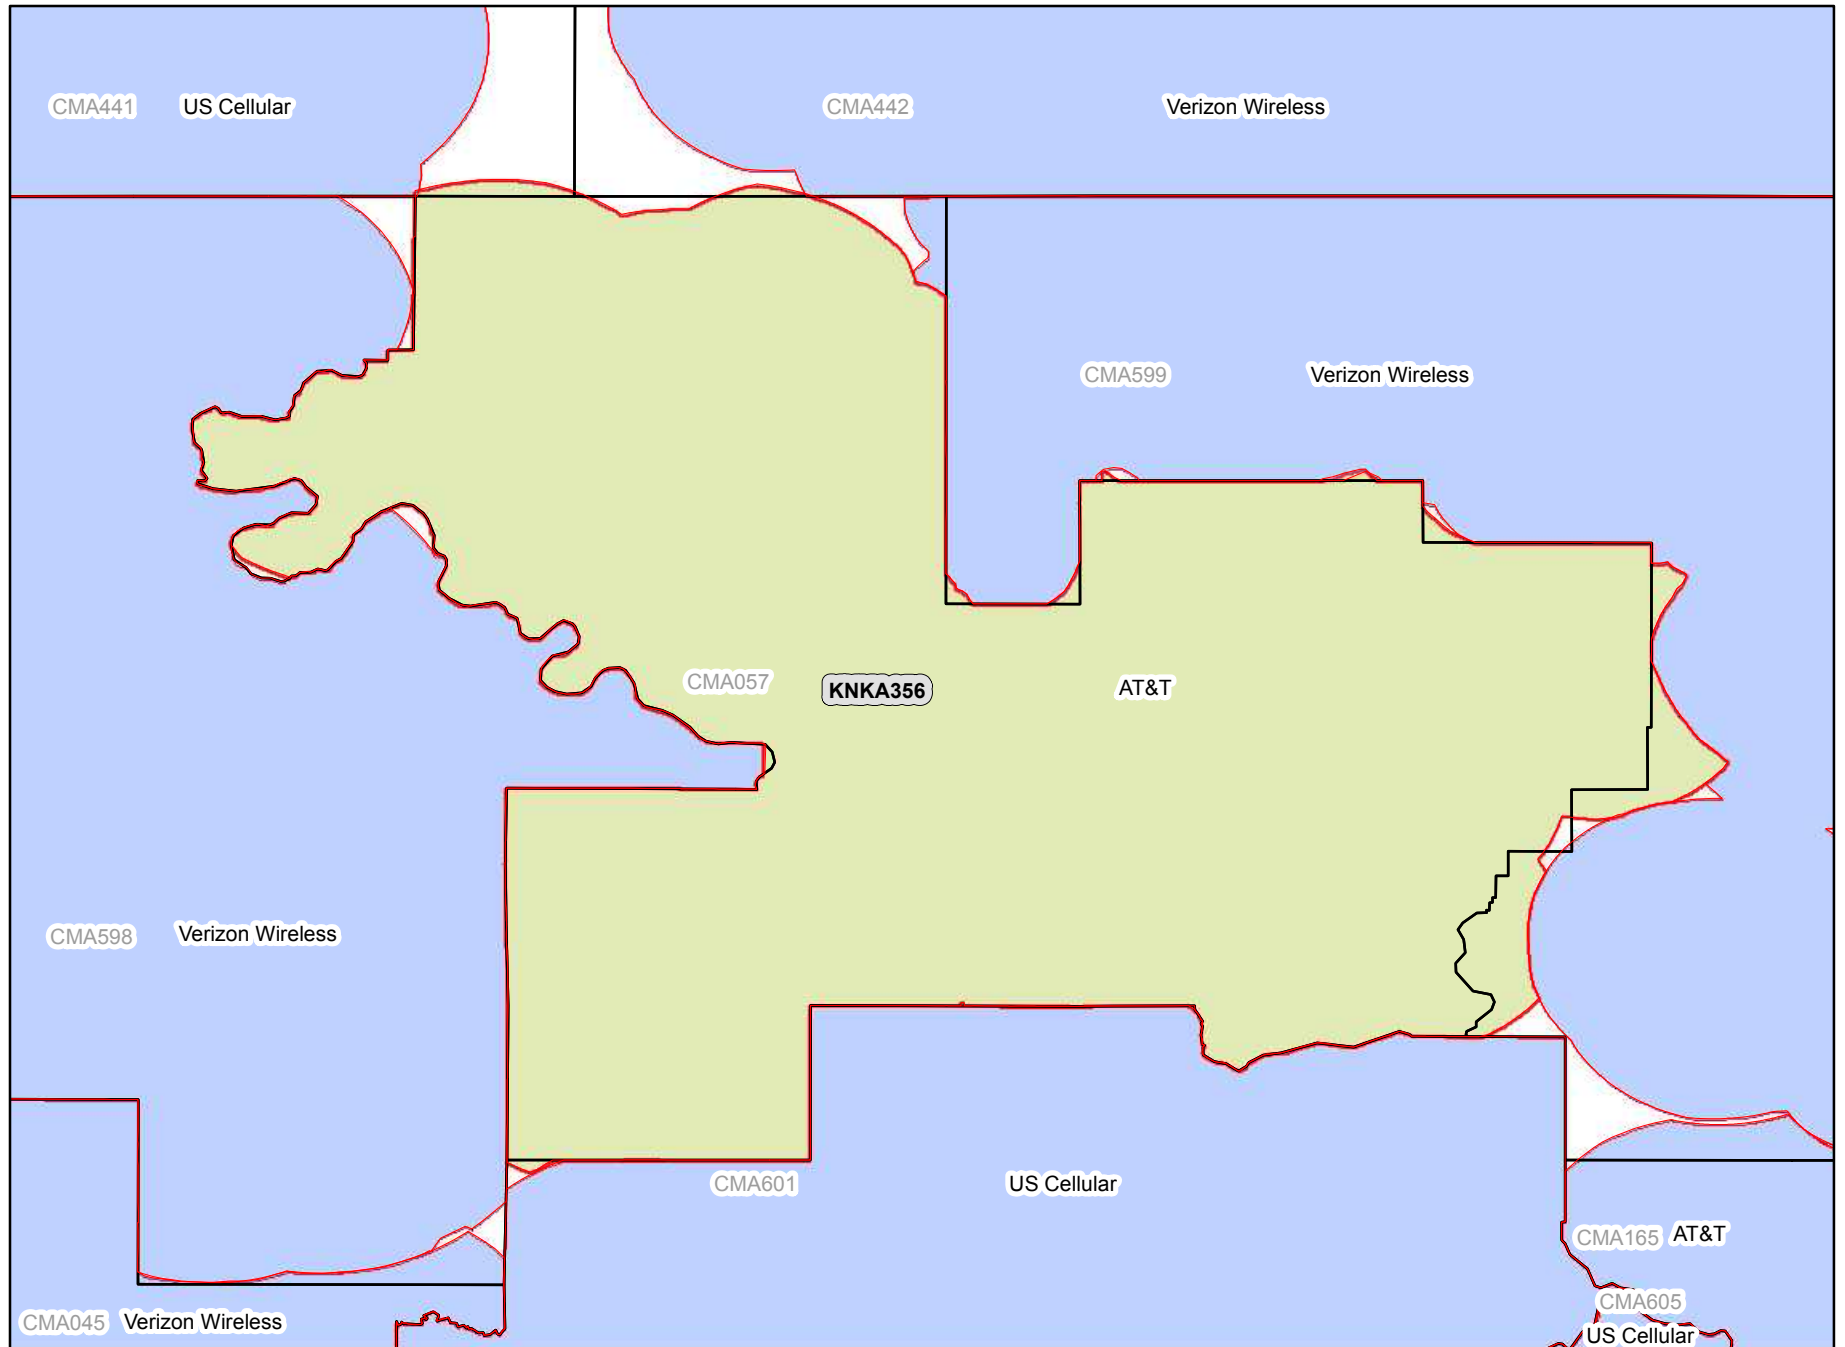 CMA441 US Cellular CMA442 Verizon Wireless
CMA599 Verizon Wireless
CMA057 KNKA356 AT&T
CMA598 Verizon Wireless
CMA601 US Cellular
CMA165 AT&T
CMA605
CMA045 Verizon Wireless
US Cellular